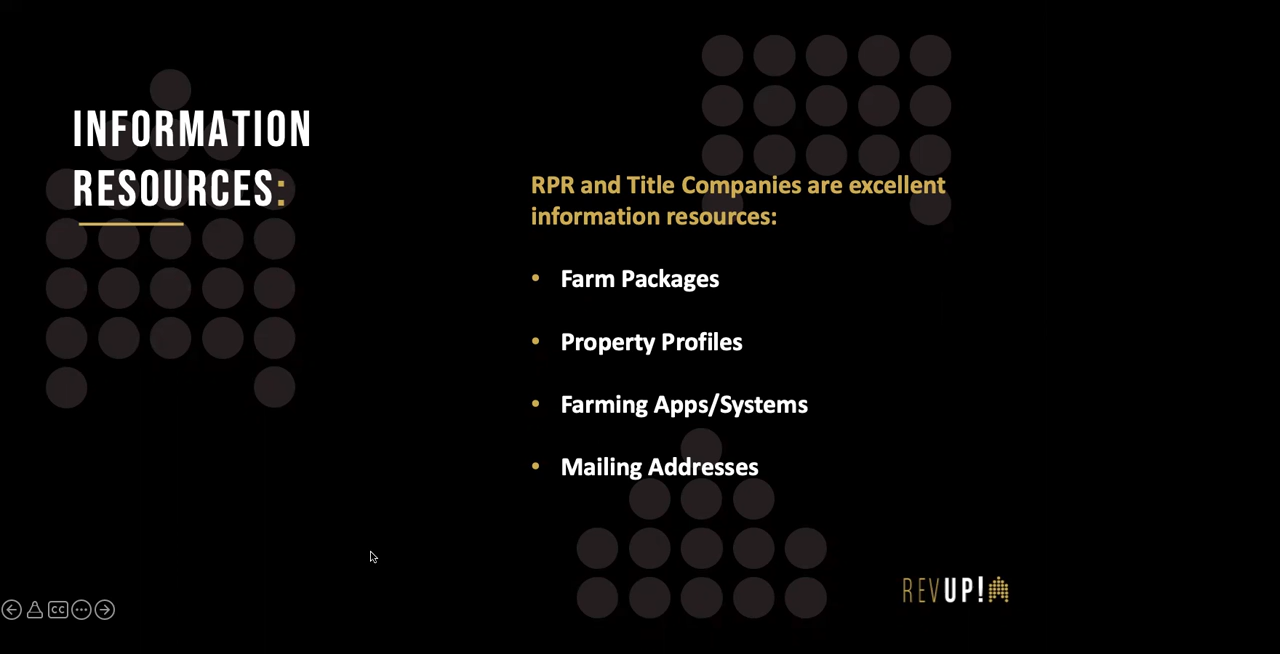 INFORMATION
RESOURCES:
RPR and Title Companies are excellent
information resources:
• Farm Packages
• Property Profiles
• Farming Apps/Systems
• Mailing Addresses
REVUP!
CC